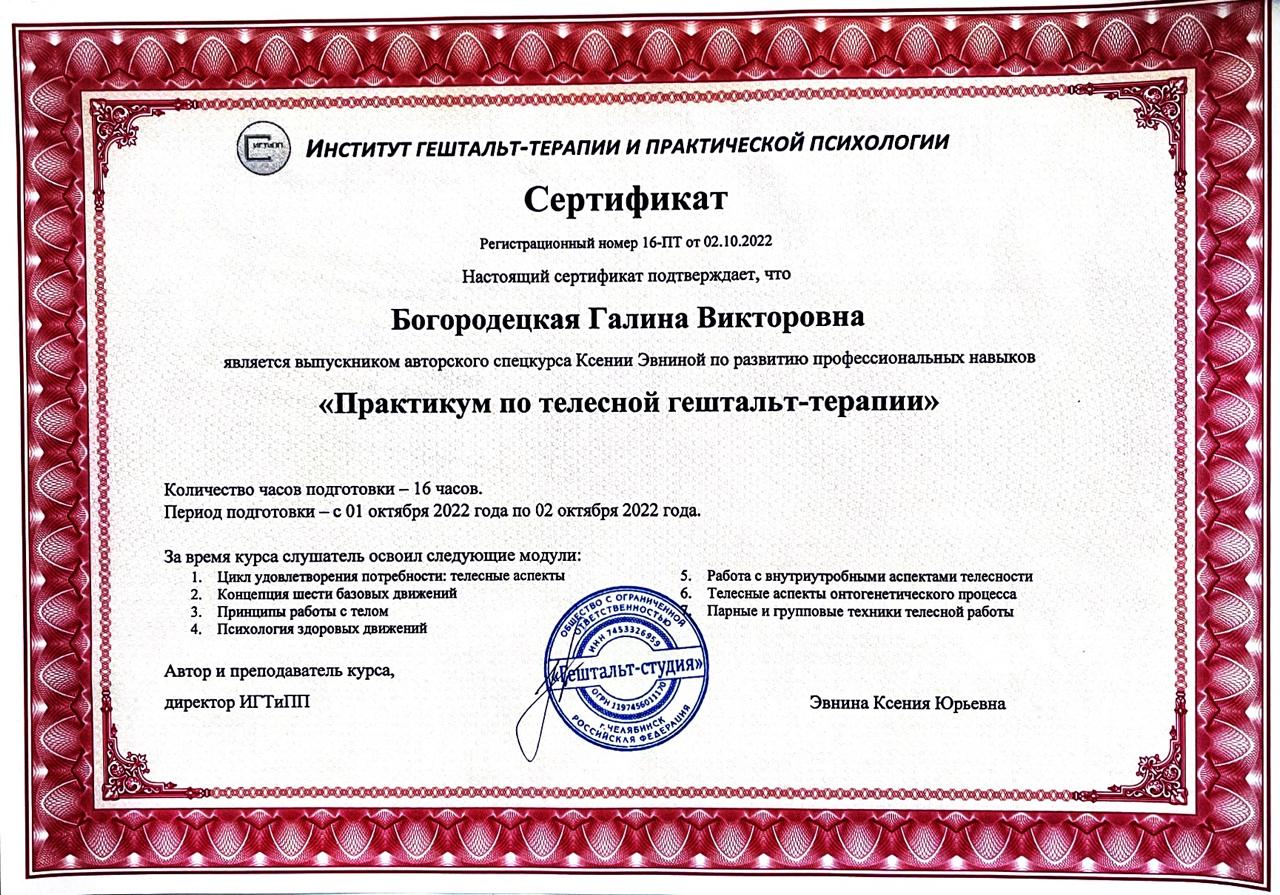 ИГТиПП
ИНСТИТУТ ГЕШТАЛЬТ-ТЕРАПИИ И ПРАКТИЧЕСКОЙ ПСИХОЛОГИИ
Сертификат
Регистрационный номер 16-ПТ от 02.10.2022
Настоящий сертификат подтверждает, что
Богородецкая Галина Викторовна
является выпускником авторского спецкурса Ксении Эвниной по развитию профессиональных навыков
«Практикум по телесной гештальт-терапии»
Количество часов подготовки – 16 часов.
Период подготовки – с 01 октября 2022 года по 02 октября 2022 года.
За время курса слушатель освоил следующие модули:
1. Цикл удовлетворения потребности: телесные аспекты
2. Концепция шести базовых движений
3. Принципы работы с телом
4. Психология здоровых движений
5. Работа с внутриутробными аспектами телесности
6. Телесные аспекты онтогенетического процесса
7. Парные и групповые техники телесной работы
Автор и преподаватель курса,
директор ИГТиПП
Эвнина Ксения Юрьевна
ОБЩЕСТВО С ОГРАНИЧЕННОЙ
ОТВЕТСТВЕННОСТЬЮ
ИНН 7453326959
«Гештальт-студия»
ОГРН 1197456033170
г. ЧЕЛЯБИНСК
РОССИЙСКАЯ ФЕДЕРАЦИЯ